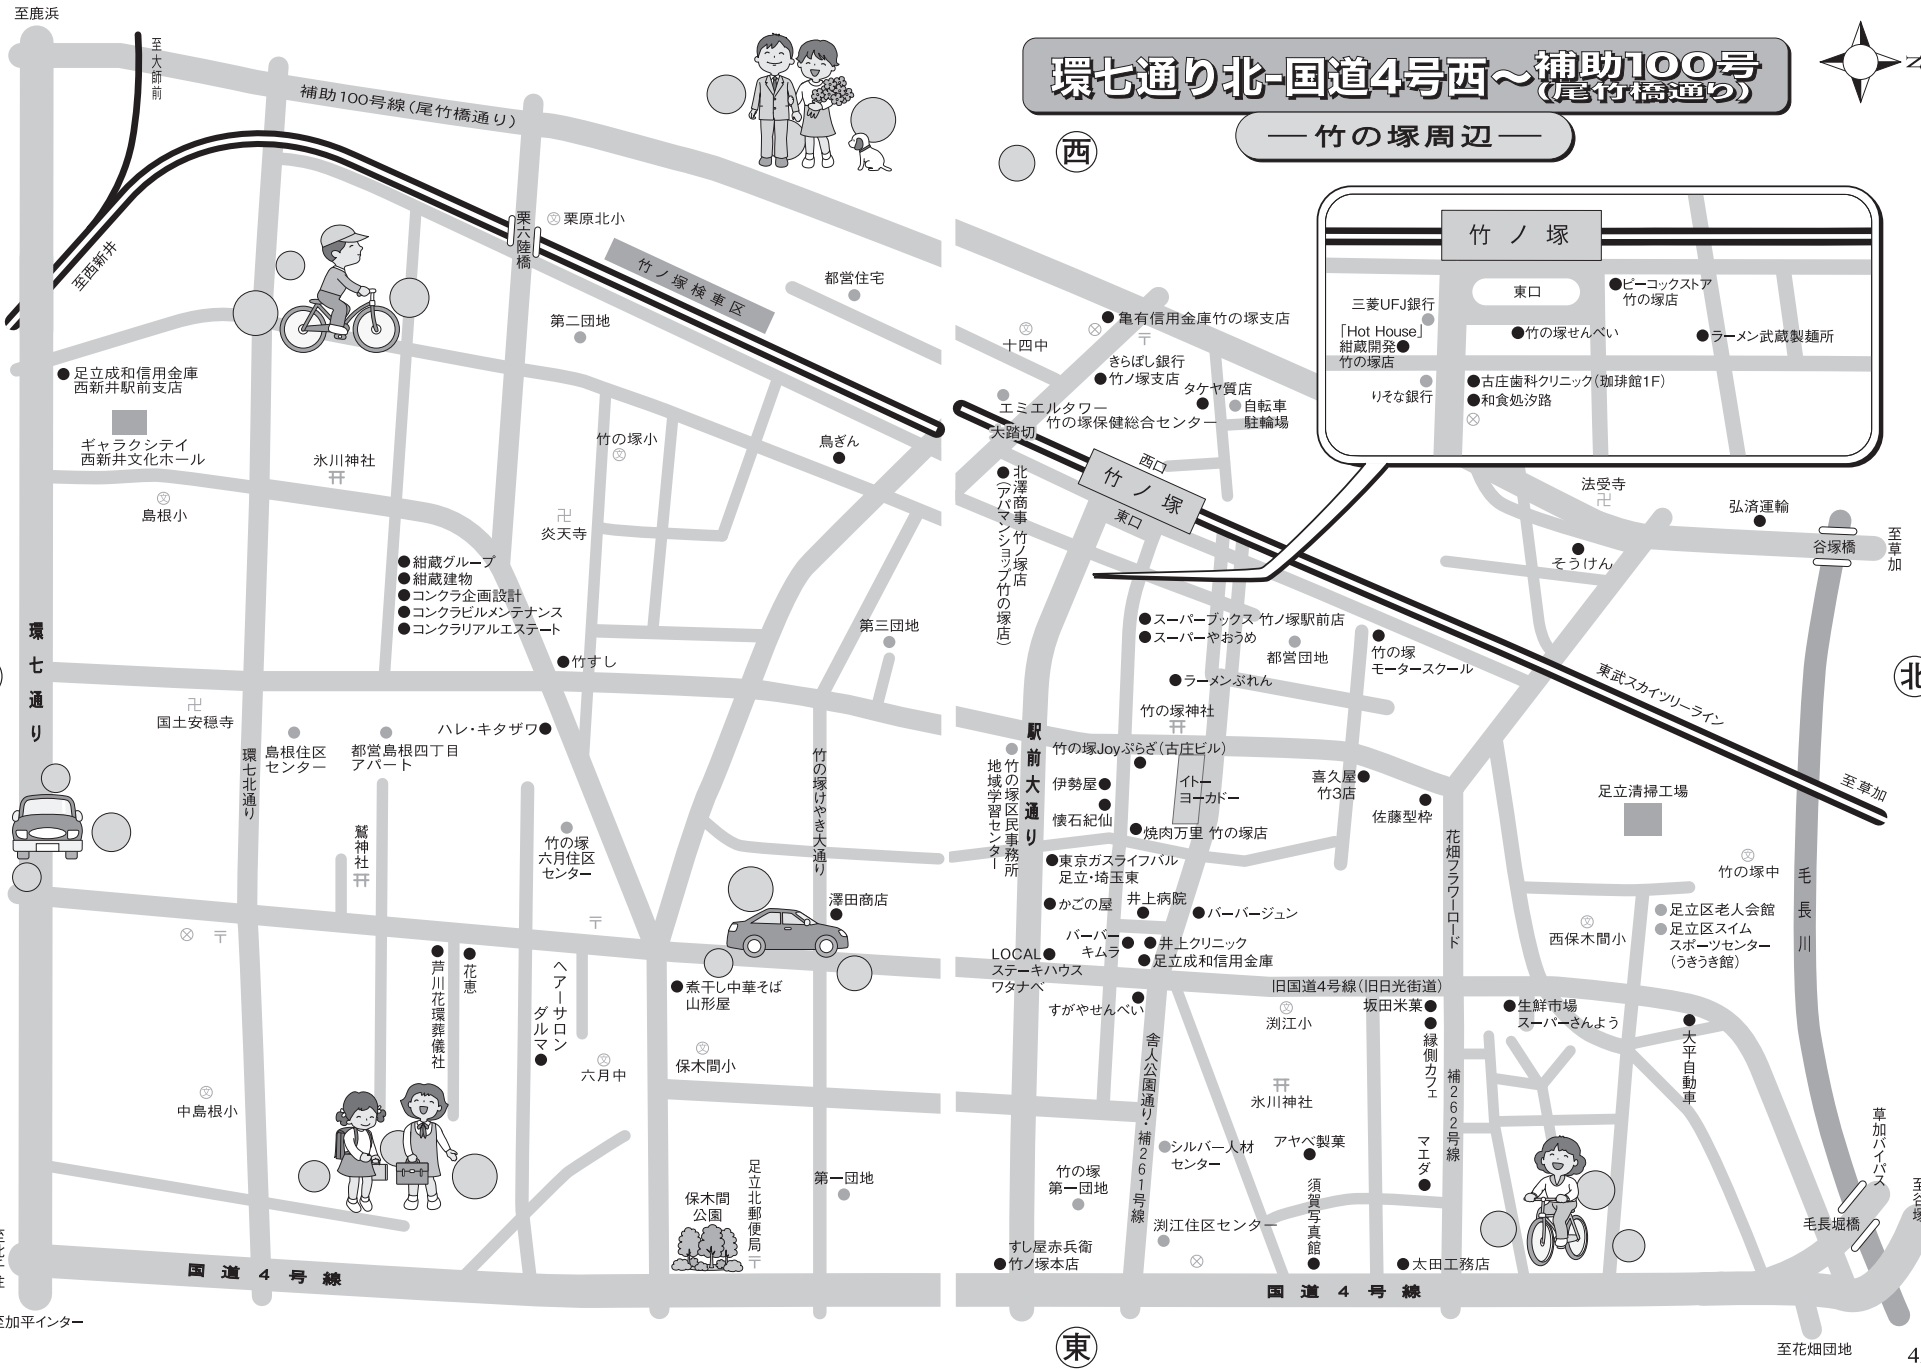 環七通り北-国道4号西～補助100号
(尾竹橋通り)
竹の塚周辺
西
N
至鹿浜
至大師前
補助100号線(尾竹橋通り)
至西新井
栗六陸橋
文
栗原北小
竹ノ塚検車区
都営住宅
第二団地
足立成和信用金庫
西新井駅前支店
ギャラクシテイ
西新井文化ホール
氷川神社
文
島根小
竹の塚小
文
鳥ぎん
卍
炎天寺
紺蔵グループ
紺蔵建物
コンクラ企画設計
コンクラビルメンテナンス
コンクラリアルエステート
竹すし
第三団地
環七通り
卍
国土安穏寺
島根住区
センター
都営島根四丁目
アパート
ハレ・キタザワ
環七北通り
鷲神社
竹の塚
六月住区
センター
竹の塚けやき大通り
澤田商店
〒
〒
芦川花環葬儀社
花恵
ヘアーサロン
ダルマ
煮干し中華そば
山形屋
文
六月中
文
保木間小
文
中島根小
保木間
公園
足立北郵便局
〒
第一団地
国道4号線
至加平インター
竹ノ塚
東口
三菱UFJ銀行
「Hot House」
紺蔵開発
竹の塚店
りそな銀行
ピーコックストア
竹の塚店
竹の塚せんべい
ラーメン武蔵製麺所
古庄歯科クリニック(珈琲館1F)
和食処汐路
亀有信用金庫竹の塚支店
〒
文
十四中
きらぼし銀行
竹ノ塚支店
タケヤ質店
エミエルタワー
竹の塚保健総合センター
自転車
駐輪場
大踏切
西口
竹ノ塚
東口
北澤商事 竹ノ塚店
(アパマンショップ竹の塚店)
法受寺
卍
弘済運輸
そうけん
谷塚橋
至草加
スーパーブックス 竹ノ塚駅前店
スーパーやおうめ
都営団地
竹の塚
モータースクール
ラーメンぶれん
竹の塚神社
東武スカイツリーライン
至草加
北
駅前大通り
竹の塚区民事務所
地域学習センター
竹の塚Joyぷらざ(古庄ビル)
伊勢屋
懐石紀仙
イトー
ヨーカドー
焼肉万里 竹の塚店
喜久屋
竹3店
佐藤型枠
足立清掃工場
花畑フラワーロード
文
竹の塚中
毛長川
東京ガスライフバル
足立・埼玉東
かごの屋
井上病院
バーバージュン
バーバー
キムラ
井上クリニック
足立成和信用金庫
LOCAL
ステーキハウス
ワタナベ
すがやせんべい
文
西保木間小
足立区老人会館
足立区スイム
スポーツセンター
(うきうき館)
旧国道4号線(旧日光街道)
文
渕江小
坂田米菓
縁側カフェ
生鮮市場
スーパーさんよう
大平自動車
舎人公園通り・補261号線
氷川神社
補262号線
シルバー人材
センター
アヤベ製菓
マエダ
竹の塚
第一団地
渕江住区センター
須賀写真館
すし屋赤兵衛
竹ノ塚本店
太田工務店
草加バイパス
毛長堀橋
国道4号線
東
至花畑団地
4